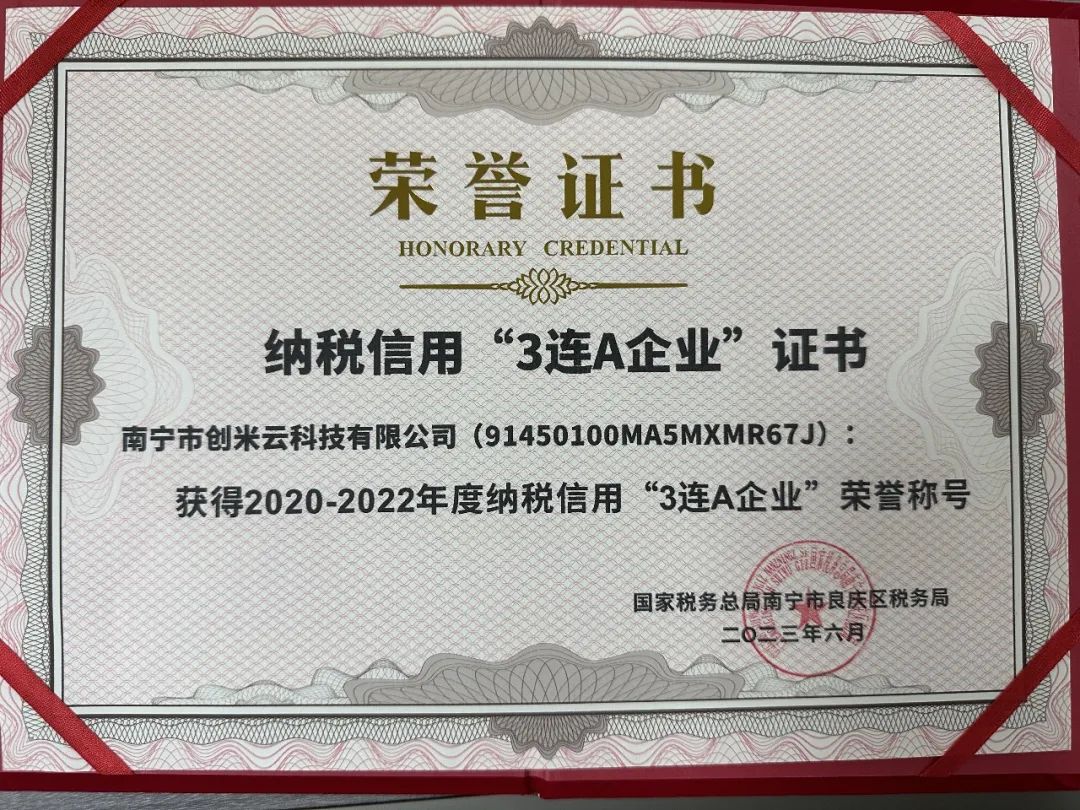 荣誉证书
HONORARY CREDENTIAL
纳税信用“3连A企业”证书
南宁市创米云科技有限公司（91450100MA5MXMR67J）：
获得2020-2022年度纳税信用“3连A企业”荣誉称号
国家税务总局南宁市良庆区税务局
二〇二三年六月